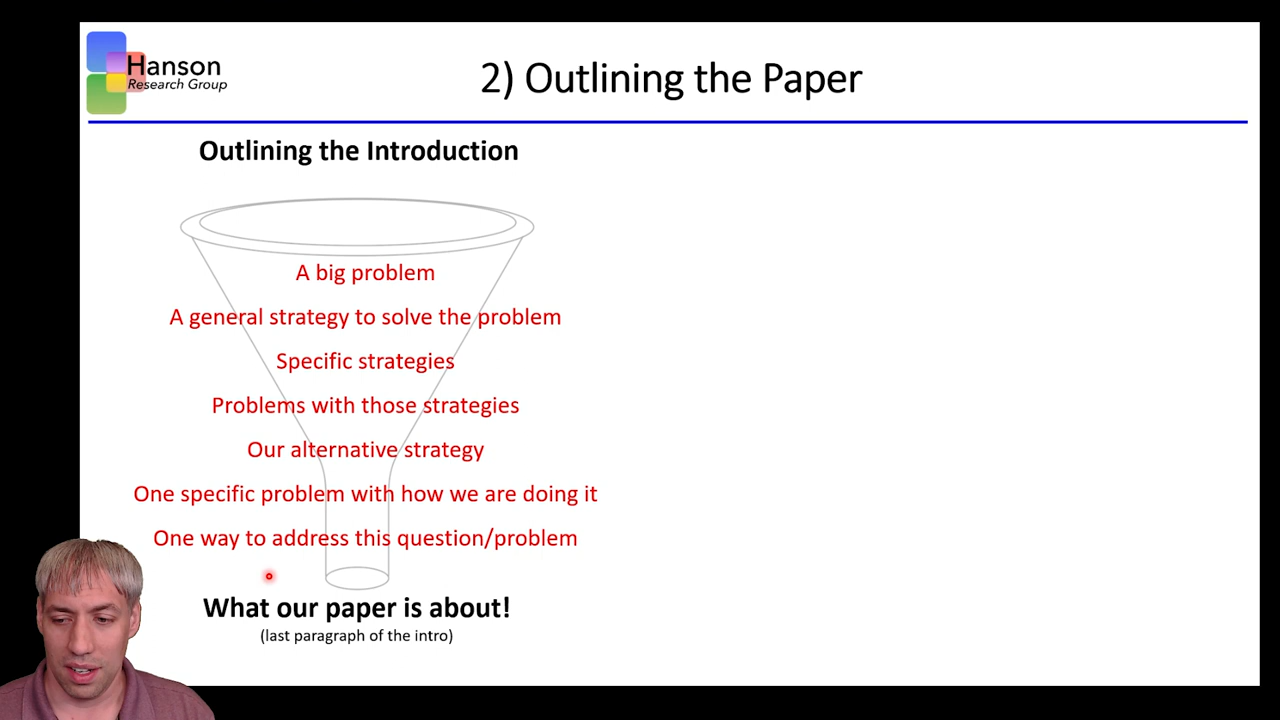 Hanson
Research Group
2) Outlining the Paper
Outlining the Introduction
A big problem
A general strategy to solve the problem
Specific strategies
Problems with those strategies
Our alternative strategy
One specific problem with how we are doing it
One way to address this question/problem
What our paper is about!
(last paragraph of the intro)